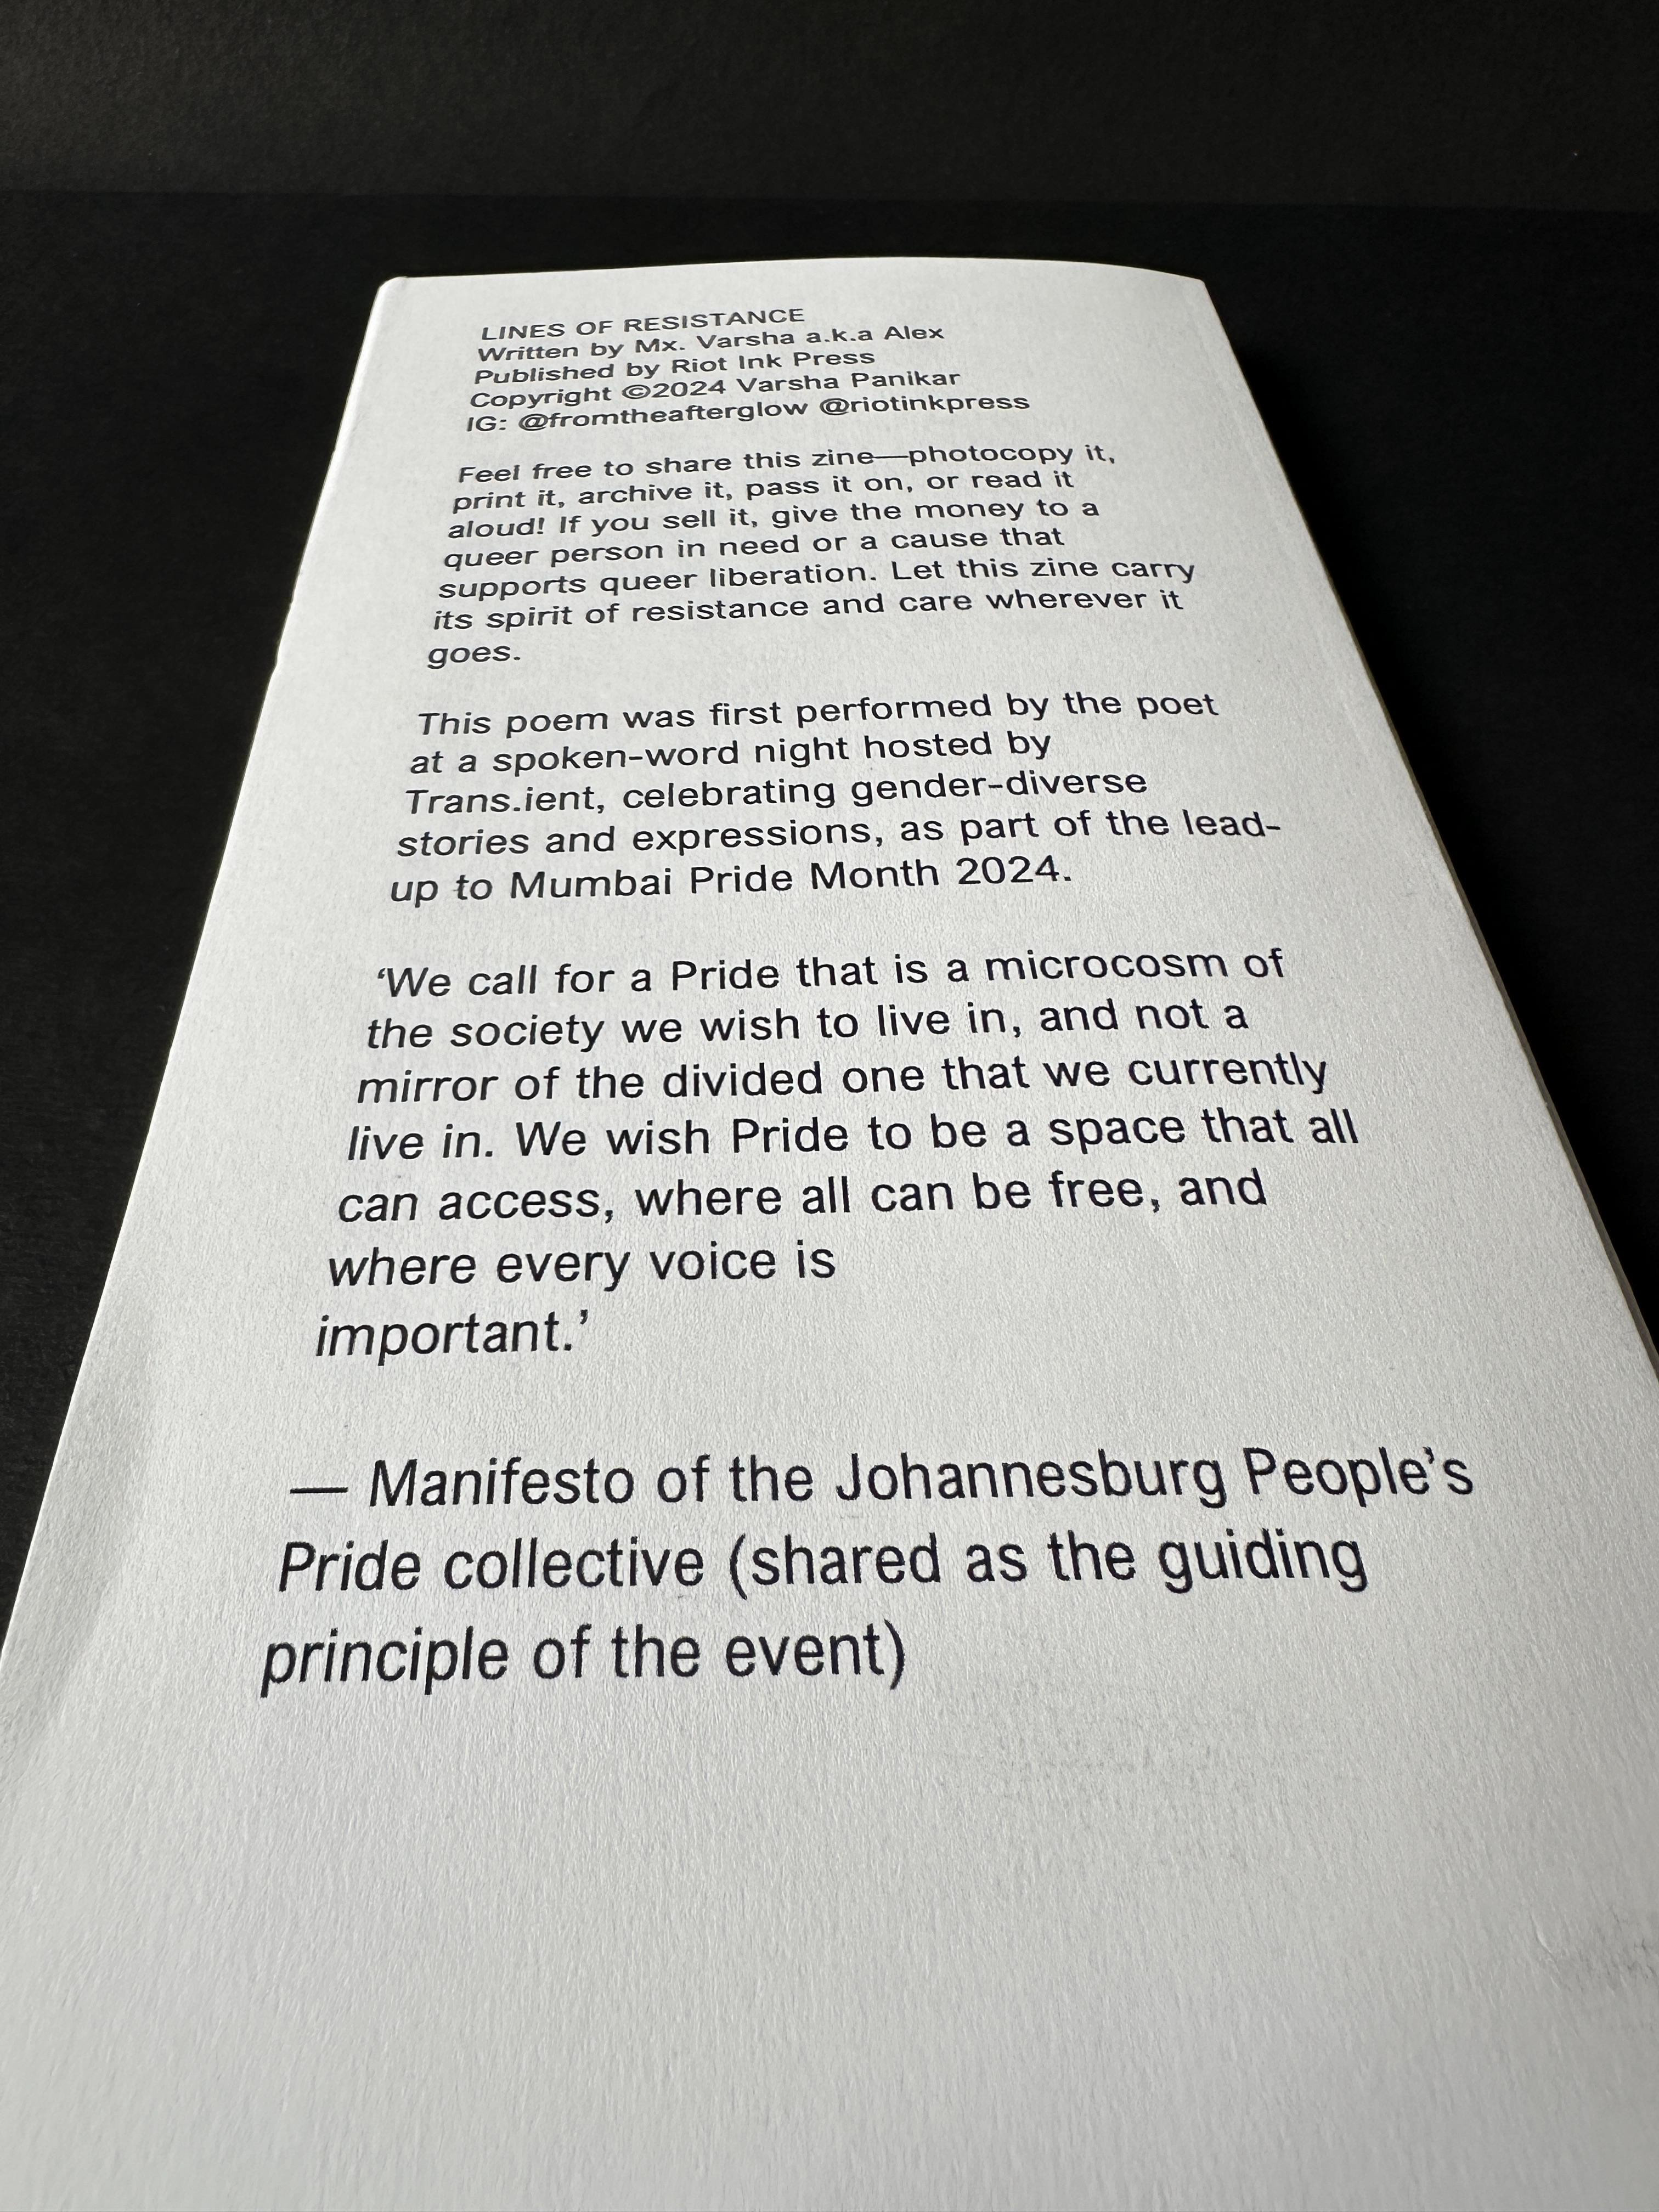 LINES OF RESISTANCE
Written by Mx. Varsha a.k.a Alex
Published by Riot Ink Press
Copyright ©2024 Varsha Panikar
IG: @fromtheafterglow @riotinkpress
Feel free to share this zine—photocopy it,
print it, archive it, pass it on, or read it
aloud! If you sell it, give the money to a
queer person in need or a cause that
supports queer liberation. Let this zine carry
its spirit of resistance and care wherever it
goes.
This poem was first performed by the poet
at a spoken-word night hosted by
Trans.ient, celebrating gender-diverse
stories and expressions, as part of the lead-
up to Mumbai Pride Month 2024.
‘We call for a Pride that is a microcosm of
the society we wish to live in, and not a
mirror of the divided one that we currently
live in. We wish Pride to be a space that all
can access, where all can be free, and
where every voice is
important.’
— Manifesto of the Johannesburg People’s
Pride collective (shared as the guiding
principle of the event)